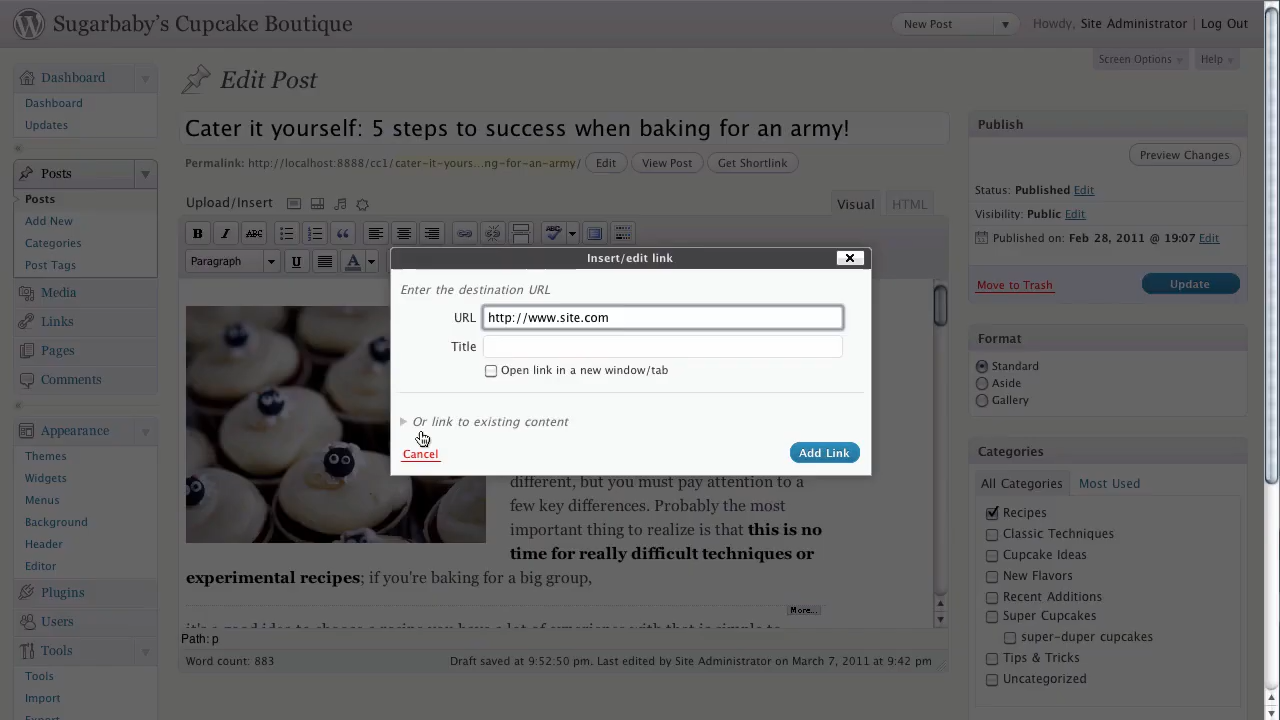 Sugarbaby's Cupcake Boutique
New Post
Howdy, Site Administrator | Log Out
Screen Options
Help
Dashboard
Dashboard
Updates
Posts
Posts
Add New
Categories
Post Tags
Media
Links
Pages
Comments
Appearance
Themes
Widgets
Menus
Background
Header
Editor
Plugins
Users
Tools
Tools
Import
Edit Post
Cater it yourself: 5 steps to success when baking for an army!
Permalink: http://localhost:8888/cc1/cater-it-yours...ng-for-an-army/ Edit View Post Get Shortlink
Upload/Insert
Visual
HTML
B I ABC
ABC
Paragraph U A
Insert/edit link
Enter the destination URL
URL http://www.site.com
Title
Open link in a new window/tab
Or link to existing content
Cancel
Add Link
different, but you must pay attention to a
few key differences. Probably the most
important thing to realize is that this is no
time for really difficult techniques or
experimental recipes; if you're baking for a big group,
More...
it's a good idea to choose a recipe you have a lot of experience with that is simple to
Path: p
Word count: 883
Draft saved at 9:52:50 pm. Last edited by Site Administrator on March 7, 2011 at 9:42 pm
Publish
Preview Changes
Status: Published Edit
Visibility: Public Edit
Published on: Feb 28, 2011 @ 19:07 Edit
Move to Trash
Update
Format
Standard
Aside
Gallery
Categories
All Categories
Most Used
Recipes
Classic Techniques
Cupcake Ideas
New Flavors
Recent Additions
Super Cupcakes
super-duper cupcakes
Tips & Tricks
Uncategorized